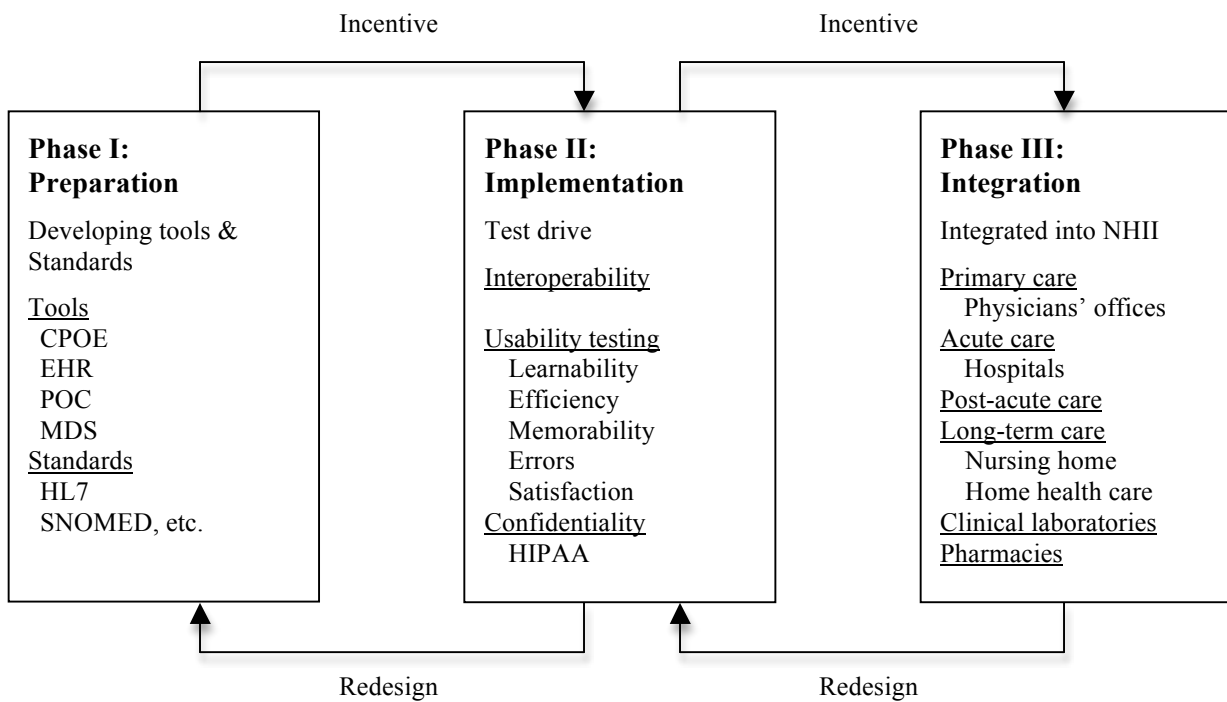 Incentive
Incentive
Phase I:
Preparation
Developing tools &
Standards
Tools
CPOE
EHR
POC
MDS
Standards
HL7
SNOMED, etc.
Phase II:
Implementation
Test drive
Interoperability
Usability testing
Learnability
Efficiency
Memorability
Errors
Satisfaction
Confidentiality
HIPAA
Phase III:
Integration
Integrated into NHII
Primary care
Physicians’ offices
Acute care
Hospitals
Post-acute care
Long-term care
Nursing home
Home health care
Clinical laboratories
Pharmacies
Redesign
Redesign